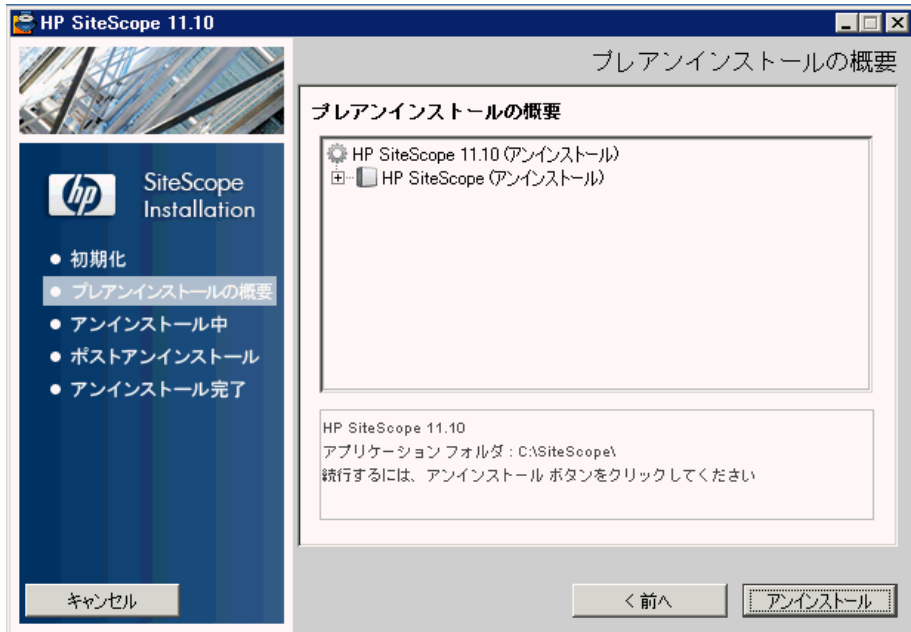 HP SiteScope 11.10
プレアンインストールの概要
hp
SiteScope
Installation
初期化
プレアンインストールの概要
アンインストール中
ポストアンインストール
アンインストール完了
プレアンインストールの概要
HP SiteScope 11.10 (アンインストール)
HP SiteScope (アンインストール)
HP SiteScope 11.10
アプリケーション フォルダ : C:\SiteScope\
続行するには、アンインストール ボタンをクリックしてください
キャンセル
< 前へ
アンインストール